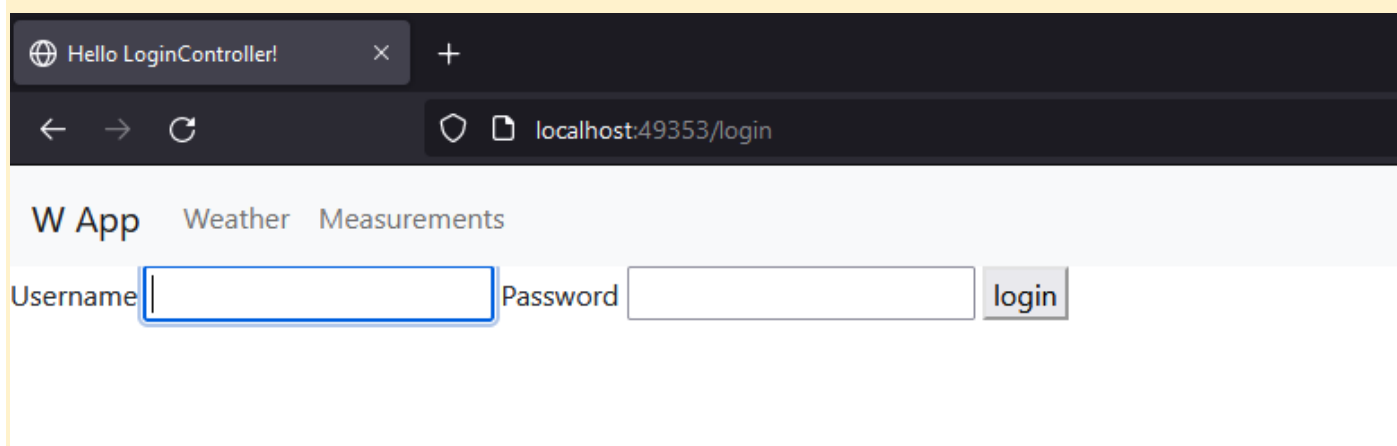 Hello LoginController!
localhost:49353/login
W App Weather Measurements
Username Password login